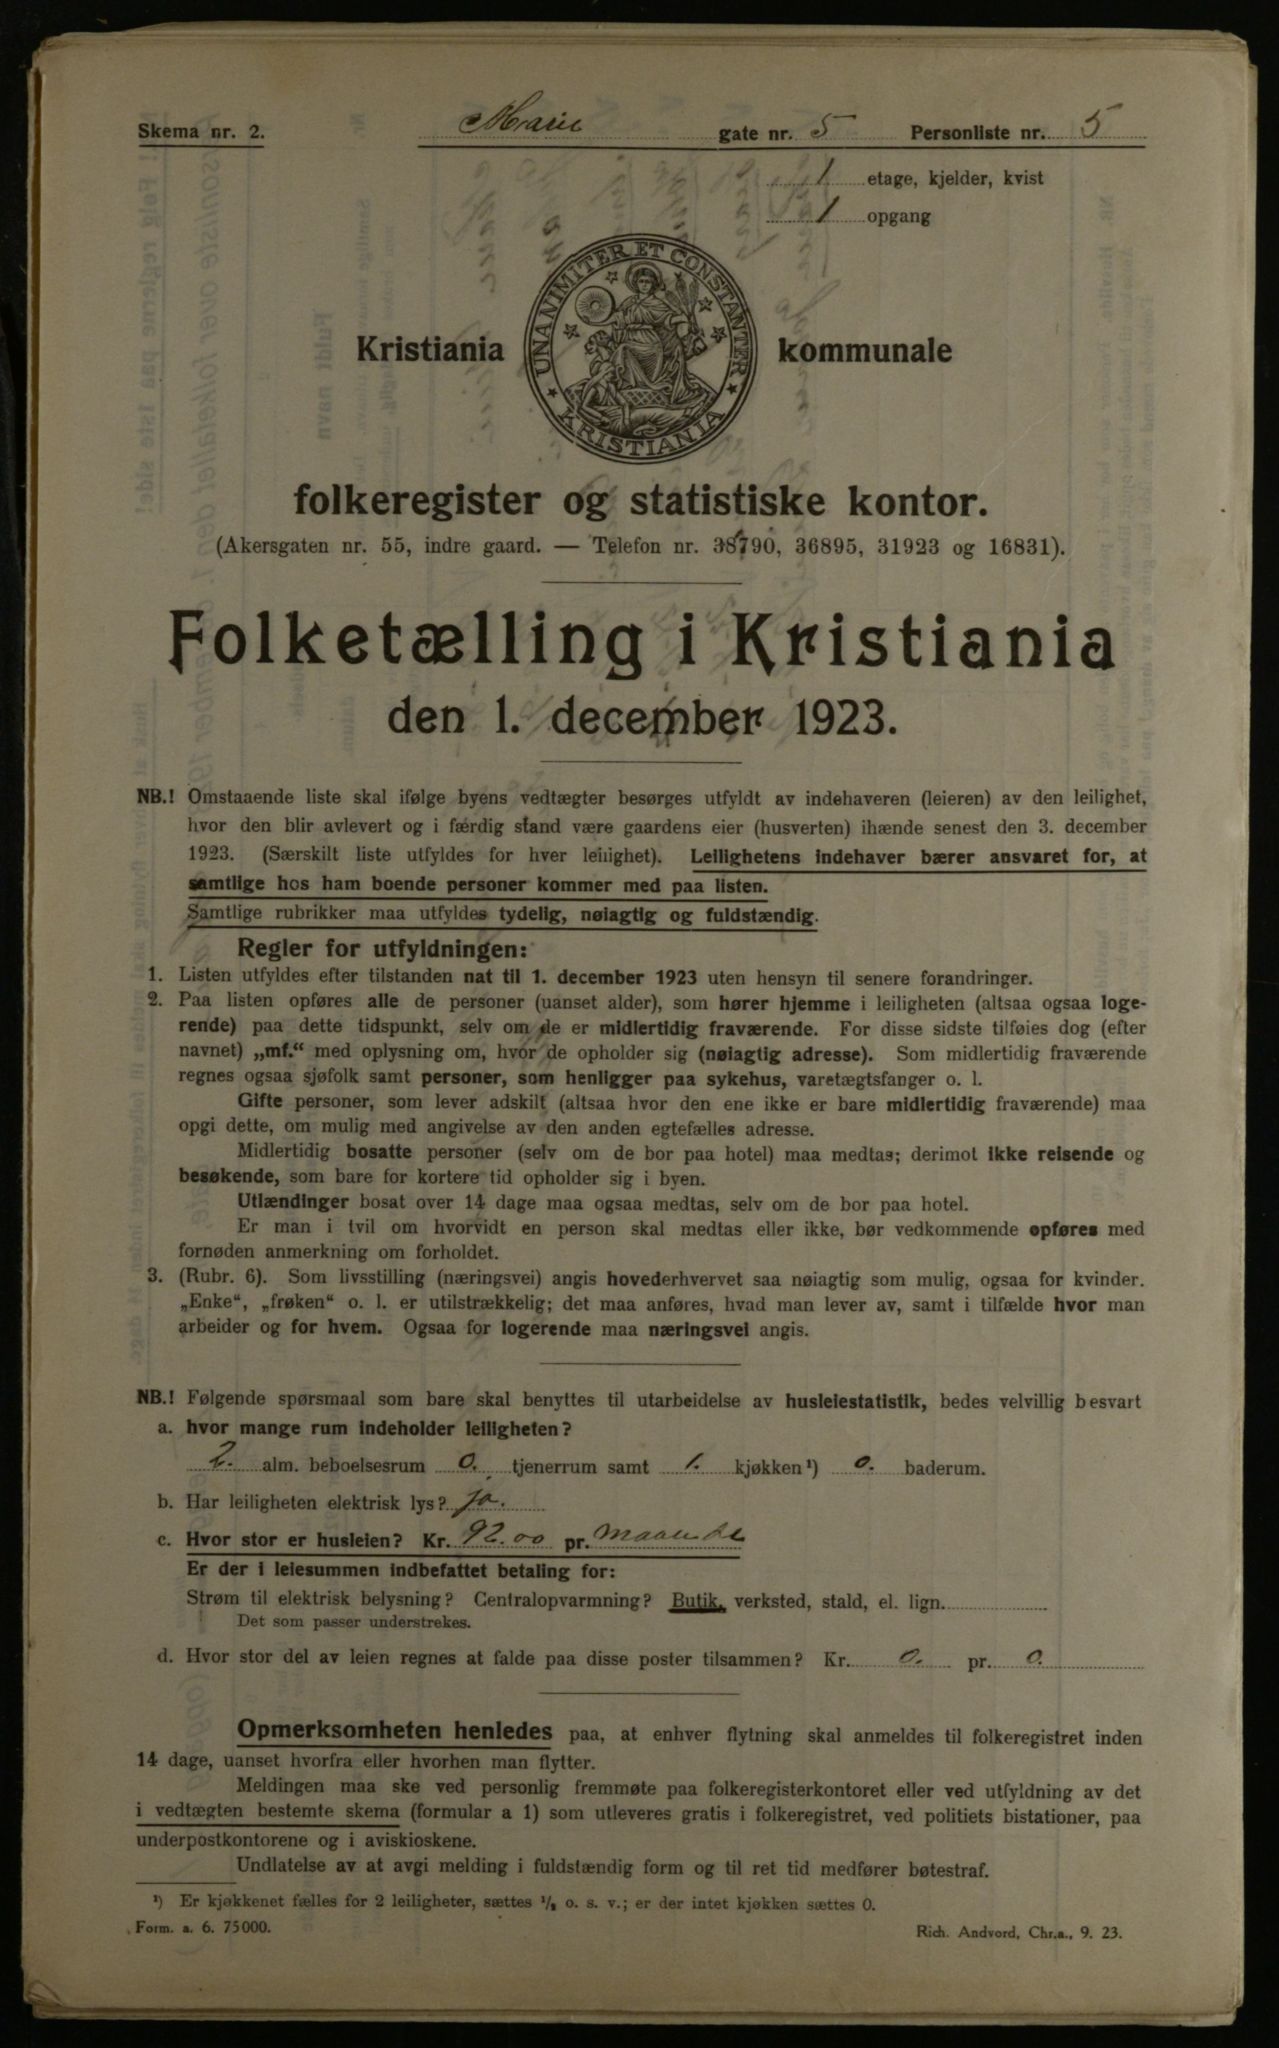 Skema nr. 2. Marie gate nr. 5 Personliste nr. 5
1 etage, kjelder, kvist
1 opgang
UNANIMITER ET CONSTANTER
KRISTIANIA
Kristiania kommunale
folkeregister og statistiske kontor.
(Akersgaten nr. 55, indre gaard. — Telefon nr. 36790, 36895, 31923 og 16831).
Folketælling i Kristiania
den 1. december 1923.
NB.! Omstaaende liste skal ifølge byens vedtægter besørges utfyldt av indehaveren (leieren) av den leilighet,
hvor den blir avlevert og i færdig stand være gaardens eier (husverten) ihænde senest den 3. december
1923. (Særskilt liste utfyldes for hver leilighet). Leilighetens indehaver bærer ansvaret for, at
samtlige hos ham boende personer kommer med paa listen.
Samtlige rubrikker maa utfyldes tydelig, nøiagtig og fuldstændig.
Regler for utfyldningen:
1. Listen utfyldes efter tilstanden nat til 1. december 1923 uten hensyn til senere forandringer.
2. Paa listen opføres alle de personer (uanset alder), som hører hjemme i leiligheten (altsaa ogsaa loge-
rende) paa dette tidspunkt, selv om de er midlertidig fraværende. For disse sidste tilføies dog (efter
navnet) „mf.“ med oplysning om, hvor de opholder sig (nøiagtig adresse). Som midlertidig fraværende
regnes ogsaa sjøfolk samt personer, som henligger paa sykehus, varetægtsfanger o. l.
Gifte personer, som lever adskilt (altsaa hvor den ene ikke er bare midlertidig fraværende) maa
opgi dette, om mulig med angivelse av den anden egtefælles adresse.
Midlertidig bosatte personer (selv om de bor paa hotel) maa medtas; derimot ikke reisende og
besøkende, som bare for kortere tid opholder sig i byen.
Utlændinger bosat over 14 dage maa ogsaa medtas, selv om de bor paa hotel.
Er man i tvil om hvorvidt en person skal medtas eller ikke, bør vedkommende opføres med
fornøden anmerkning om forholdet.
3. (Rubr. 6). Som livsstilling (næringsvei) angis hovederhvervet saa nøiagtig som mulig, ogsaa for kvinder.
„Enke“, „frøken“ o. l. er utilstrækkelig; det maa anføres, hvad man lever av, samt i tilfælde hvor man
arbeider og for hvem. Ogsaa for logerende maa næringsvei angis.
NB.! Følgende spørsmaal som bare skal benyttes til utarbeidelse av husleiestatistik, bedes velvillig besvart
a. hvor mange rum indeholder leiligheten?
2. alm. beboelsesrum 0. tjenerrum samt 1. kjøkken¹) 0. baderum.
b. Har leiligheten elektrisk lys? ja.
c. Hvor stor er husleien? Kr. 92.00 pr. maaned
Er der i leiesummen indbefattet betaling for:
Strøm til elektrisk belysning? Centralopvarmning? Butik, verksted, stald, el. lign.
Det som passer understrekes.
d. Hvor stor del av leien regnes at falde paa disse poster tilsammen? Kr. 0. pr. 0.
Opmerksomheten henledes paa, at enhver flytning skal anmeldes til folkeregistret inden
14 dage, uanset hvorfra eller hvorhen man flytter.
Meldingen maa ske ved personlig fremmøte paa folkeregisterkontoret eller ved utfyldning av det
i vedtægten bestemte skema (formular a 1) som utleveres gratis i folkeregistret, ved politiets bistationer, paa
underpostkontorene og i aviskioskene.
Undlatelse av at avgi melding i fuldstændig form og til ret tid medfører bøtestraf.
¹) Er kjøkkenet fælles for 2 leiligheter, sættes ½ o. s. v.; er der intet kjøkken sættes 0.
Form. a. 6. 75000. Rich. Andvord, Chr.a., 9. 23.